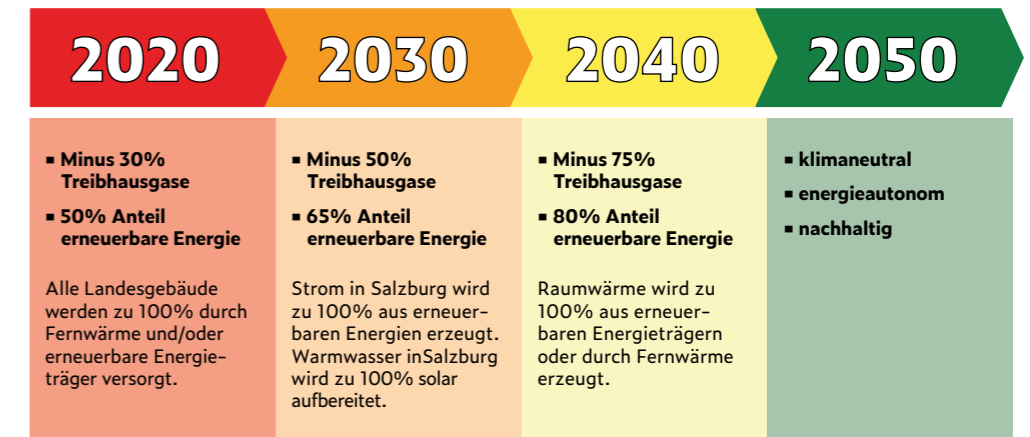 2020
2030
2040
2050
▪ Minus 30%
Treibhausgase
▪ 50% Anteil
erneuerbare Energie
Alle Landesgebäude
werden zu 100% durch
Fernwärme und/oder
erneuerbare Energie-
träger versorgt.
▪ Minus 50%
Treibhausgase
▪ 65% Anteil
erneuerbare Energie
Strom in Salzburg wird
zu 100% aus erneuer-
baren Energien erzeugt.
Warmwasser inSalzburg
wird zu 100% solar
aufbereitet.
▪ Minus 75%
Treibhausgase
▪ 80% Anteil
erneuerbare Energie
Raumwärme wird zu
100% aus erneuer-
baren Energieträgern
oder durch Fernwärme
erzeugt.
▪ klimaneutral
▪ energieautonom
▪ nachhaltig